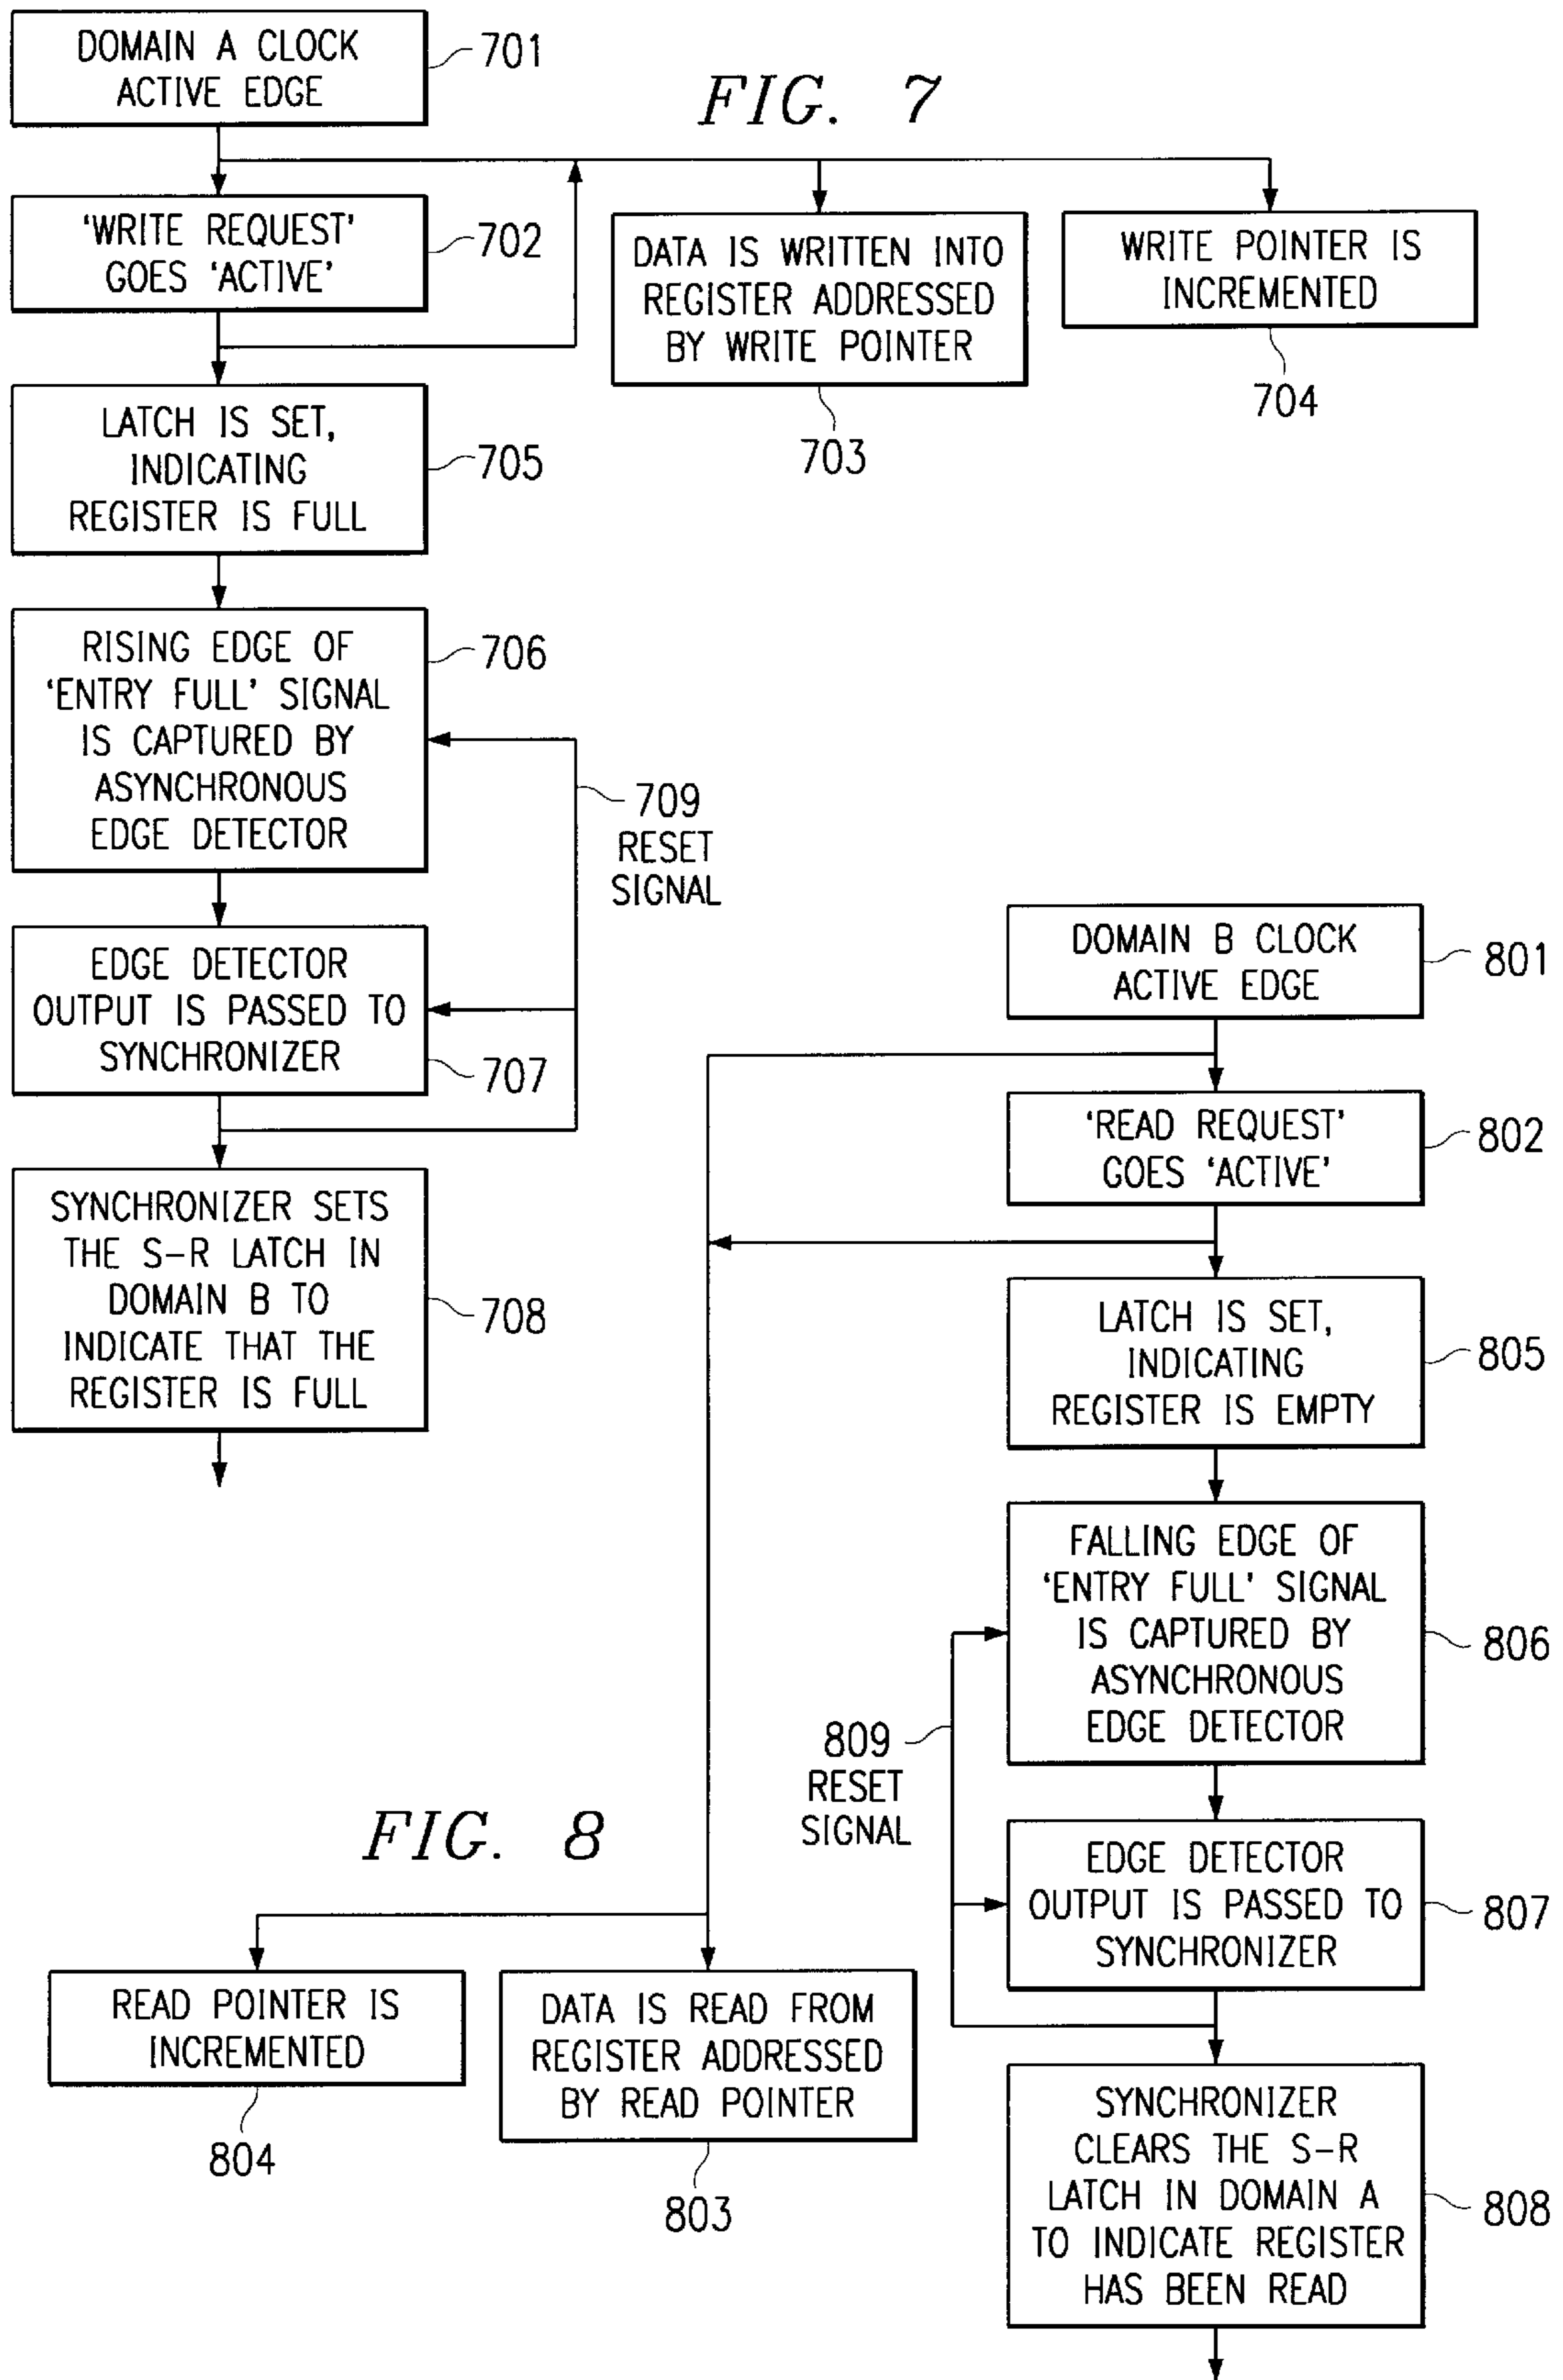 DOMAIN A CLOCK
ACTIVE EDGE
701
FIG. 7
'WRITE REQUEST'
GOES 'ACTIVE'
702
DATA IS WRITTEN INTO
REGISTER ADDRESSED
BY WRITE POINTER
703
WRITE POINTER IS
INCREMENTED
704
LATCH IS SET,
INDICATING
REGISTER IS FULL
705
RISING EDGE OF
'ENTRY FULL' SIGNAL
IS CAPTURED BY
ASYNCHRONOUS
EDGE DETECTOR
706
709
RESET
SIGNAL
EDGE DETECTOR
OUTPUT IS PASSED TO
SYNCHRONIZER
707
SYNCHRONIZER SETS
THE S-R LATCH IN
DOMAIN B TO
INDICATE THAT THE
REGISTER IS FULL
708
DOMAIN B CLOCK
ACTIVE EDGE
801
'READ REQUEST'
GOES 'ACTIVE'
802
LATCH IS SET,
INDICATING
REGISTER IS EMPTY
805
FALLING EDGE OF
'ENTRY FULL' SIGNAL
IS CAPTURED BY
ASYNCHRONOUS
EDGE DETECTOR
806
809
RESET
SIGNAL
FIG. 8
EDGE DETECTOR
OUTPUT IS PASSED TO
SYNCHRONIZER
807
READ POINTER IS
INCREMENTED
804
DATA IS READ FROM
REGISTER ADDRESSED
BY READ POINTER
803
SYNCHRONIZER
CLEARS THE S-R
LATCH IN DOMAIN A
TO INDICATE REGISTER
HAS BEEN READ
808